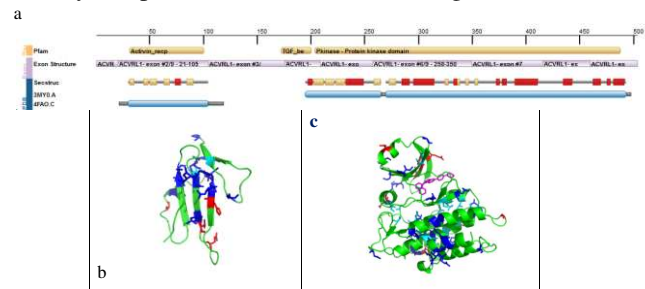 a
50 100 150 200 250 300 350 400 450 500
Pfam Activin_recp TGF_be Pkinase - Protein kinase domain
Exon Structure ACVR ACVRL1- exon #2/9 - 21-105 ACVRL1- exon #3/ ACVRL1- ACVRL1- exo ACVRL1- exon #6/9 - 258-350 ACVRL1- exon #7 ACVRL1- ex ACVRL1- ex
Secstruc
3MY0.A
4FAO.C
c
b